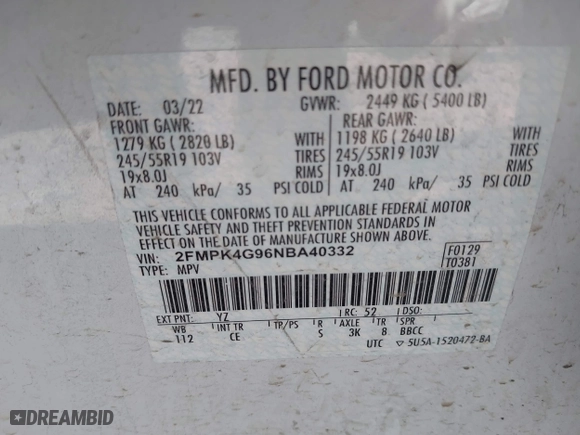 MFD. BY FORD MOTOR CO.
DATE: 03/22 GVWR: 2449 KG ( 5400 LB)
FRONT GAWR: REAR GAWR:
1279 KG ( 2820 LB) WITH 1198 KG ( 2640 LB) WITH
245/55R19 103V TIRES 245/55R19 103V TIRES
19x8.0J RIMS 19x8.0J RIMS
AT 240 kPa/ 35 PSI COLD AT 240 kPa/ 35 PSI COLD
THIS VEHICLE CONFORMS TO ALL APPLICABLE FEDERAL MOTOR
VEHICLE SAFETY AND THEFT PREVENTION STANDARDS IN
EFFECT ON THE DATE OF MANUFACTURE SHOWN ABOVE.
VIN: 2FMPK4G96NBA40332 F0129
TYPE: MPV T0381
EXT PNT: YZ RC: 52 DSO:
WB INT TR TP/PS R AXLE TR SPR
112 CE S 3K 8 BBCC
UTC ▽ 5U5A-1520472-BA
DREAMBID